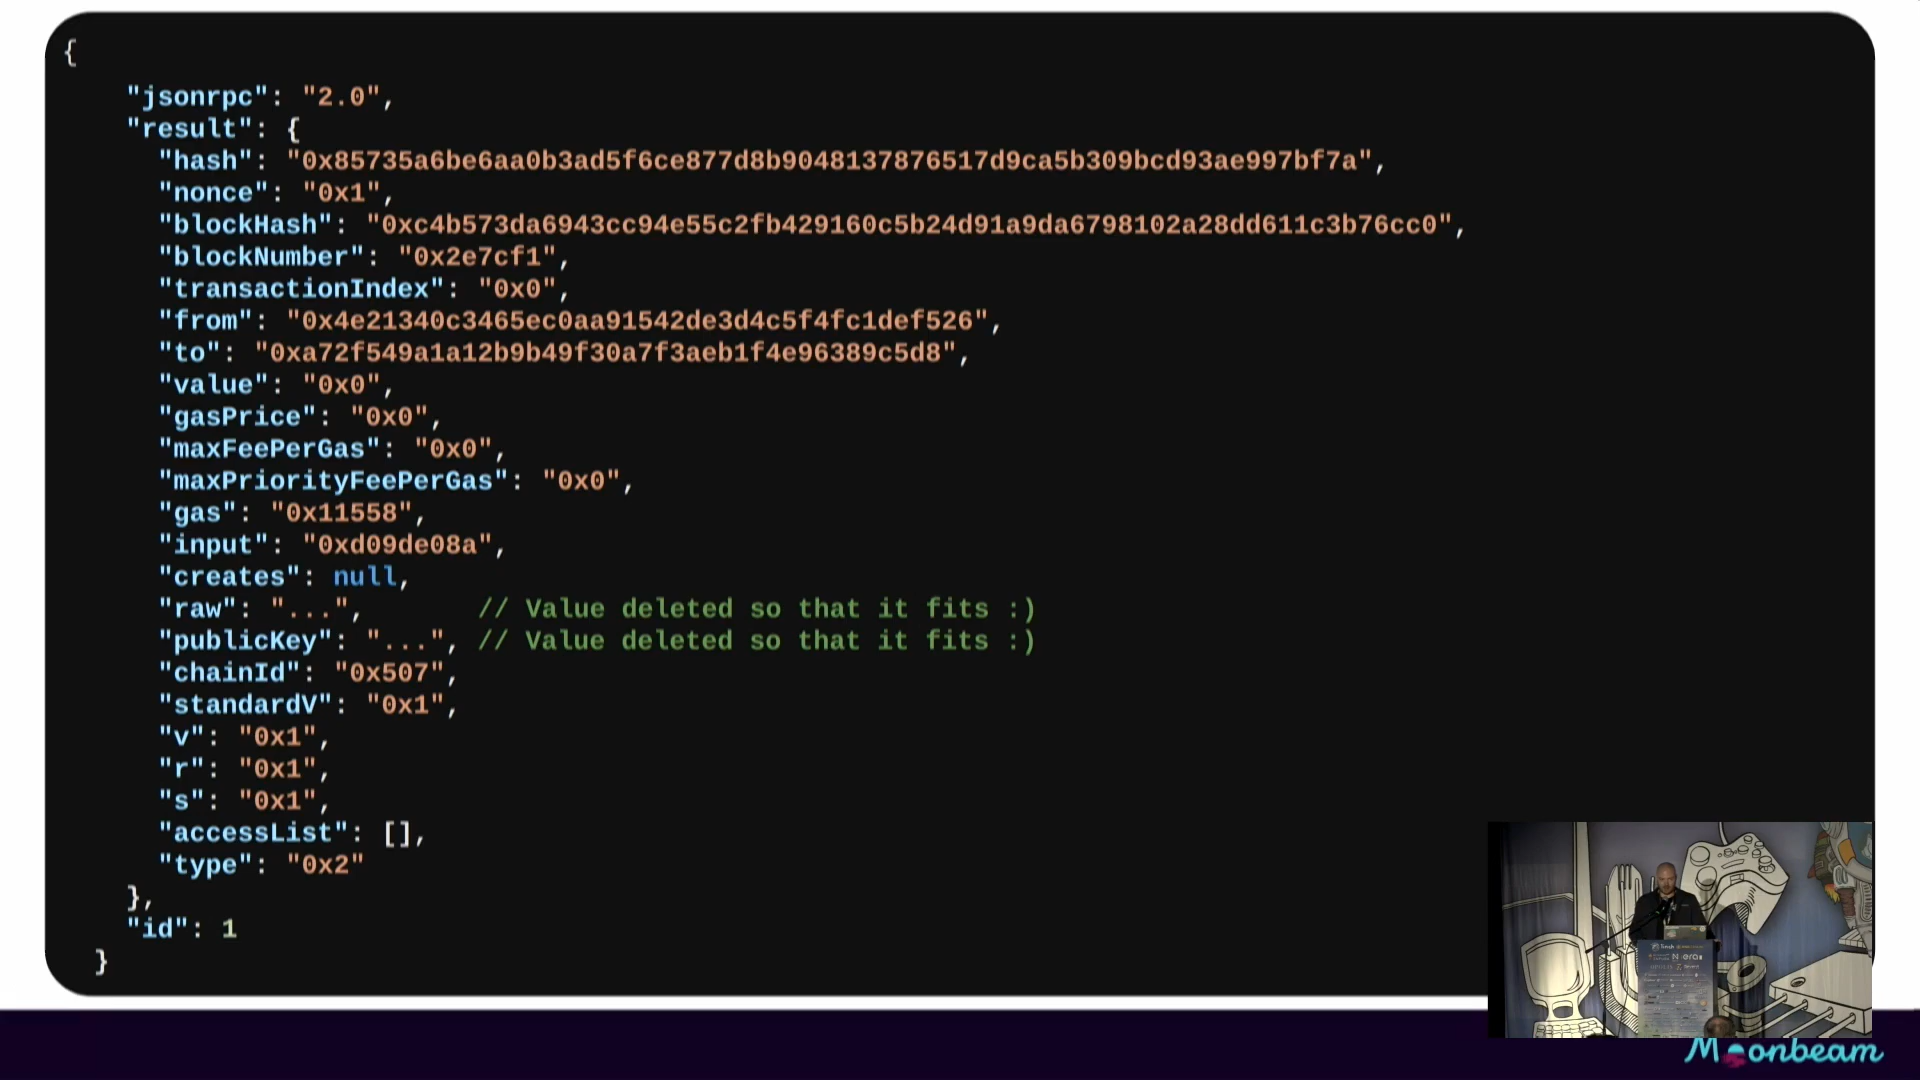 {
"jsonrpc": "2.0",
"result": {
"hash": "0x85735a6be6aa0b3ad5f6ce877d8b9048137876517d9ca5b309bcd93ae997bf7a",
"nonce": "0x1",
"blockHash": "0xc4b573da6943cc94e55c2fb429160c5b24d91a9da6798102a28dd611c3b76cc0",
"blockNumber": "0x2e7cf1",
"transactionIndex": "0x0",
"from": "0x4e21340c3465ec0aa91542de3d4c5f4fc1def526",
"to": "0xa72f549a1a12b9b49f30a7f3aeb1f4e96389c5d8",
"value": "0x0",
"gasPrice": "0x0",
"maxFeePerGas": "0x0",
"maxPriorityFeePerGas": "0x0",
"gas": "0x11558",
"input": "0xd09de08a",
"creates": null,
"raw": "...", // Value deleted so that it fits :)
"publicKey": "...", // Value deleted so that it fits :)
"chainId": "0x507",
"standardV": "0x1",
"v": "0x1",
"r": "0x1",
"s": "0x1",
"accessList": [],
"type": "0x2"
},
"id": 1
}
Moonbeam